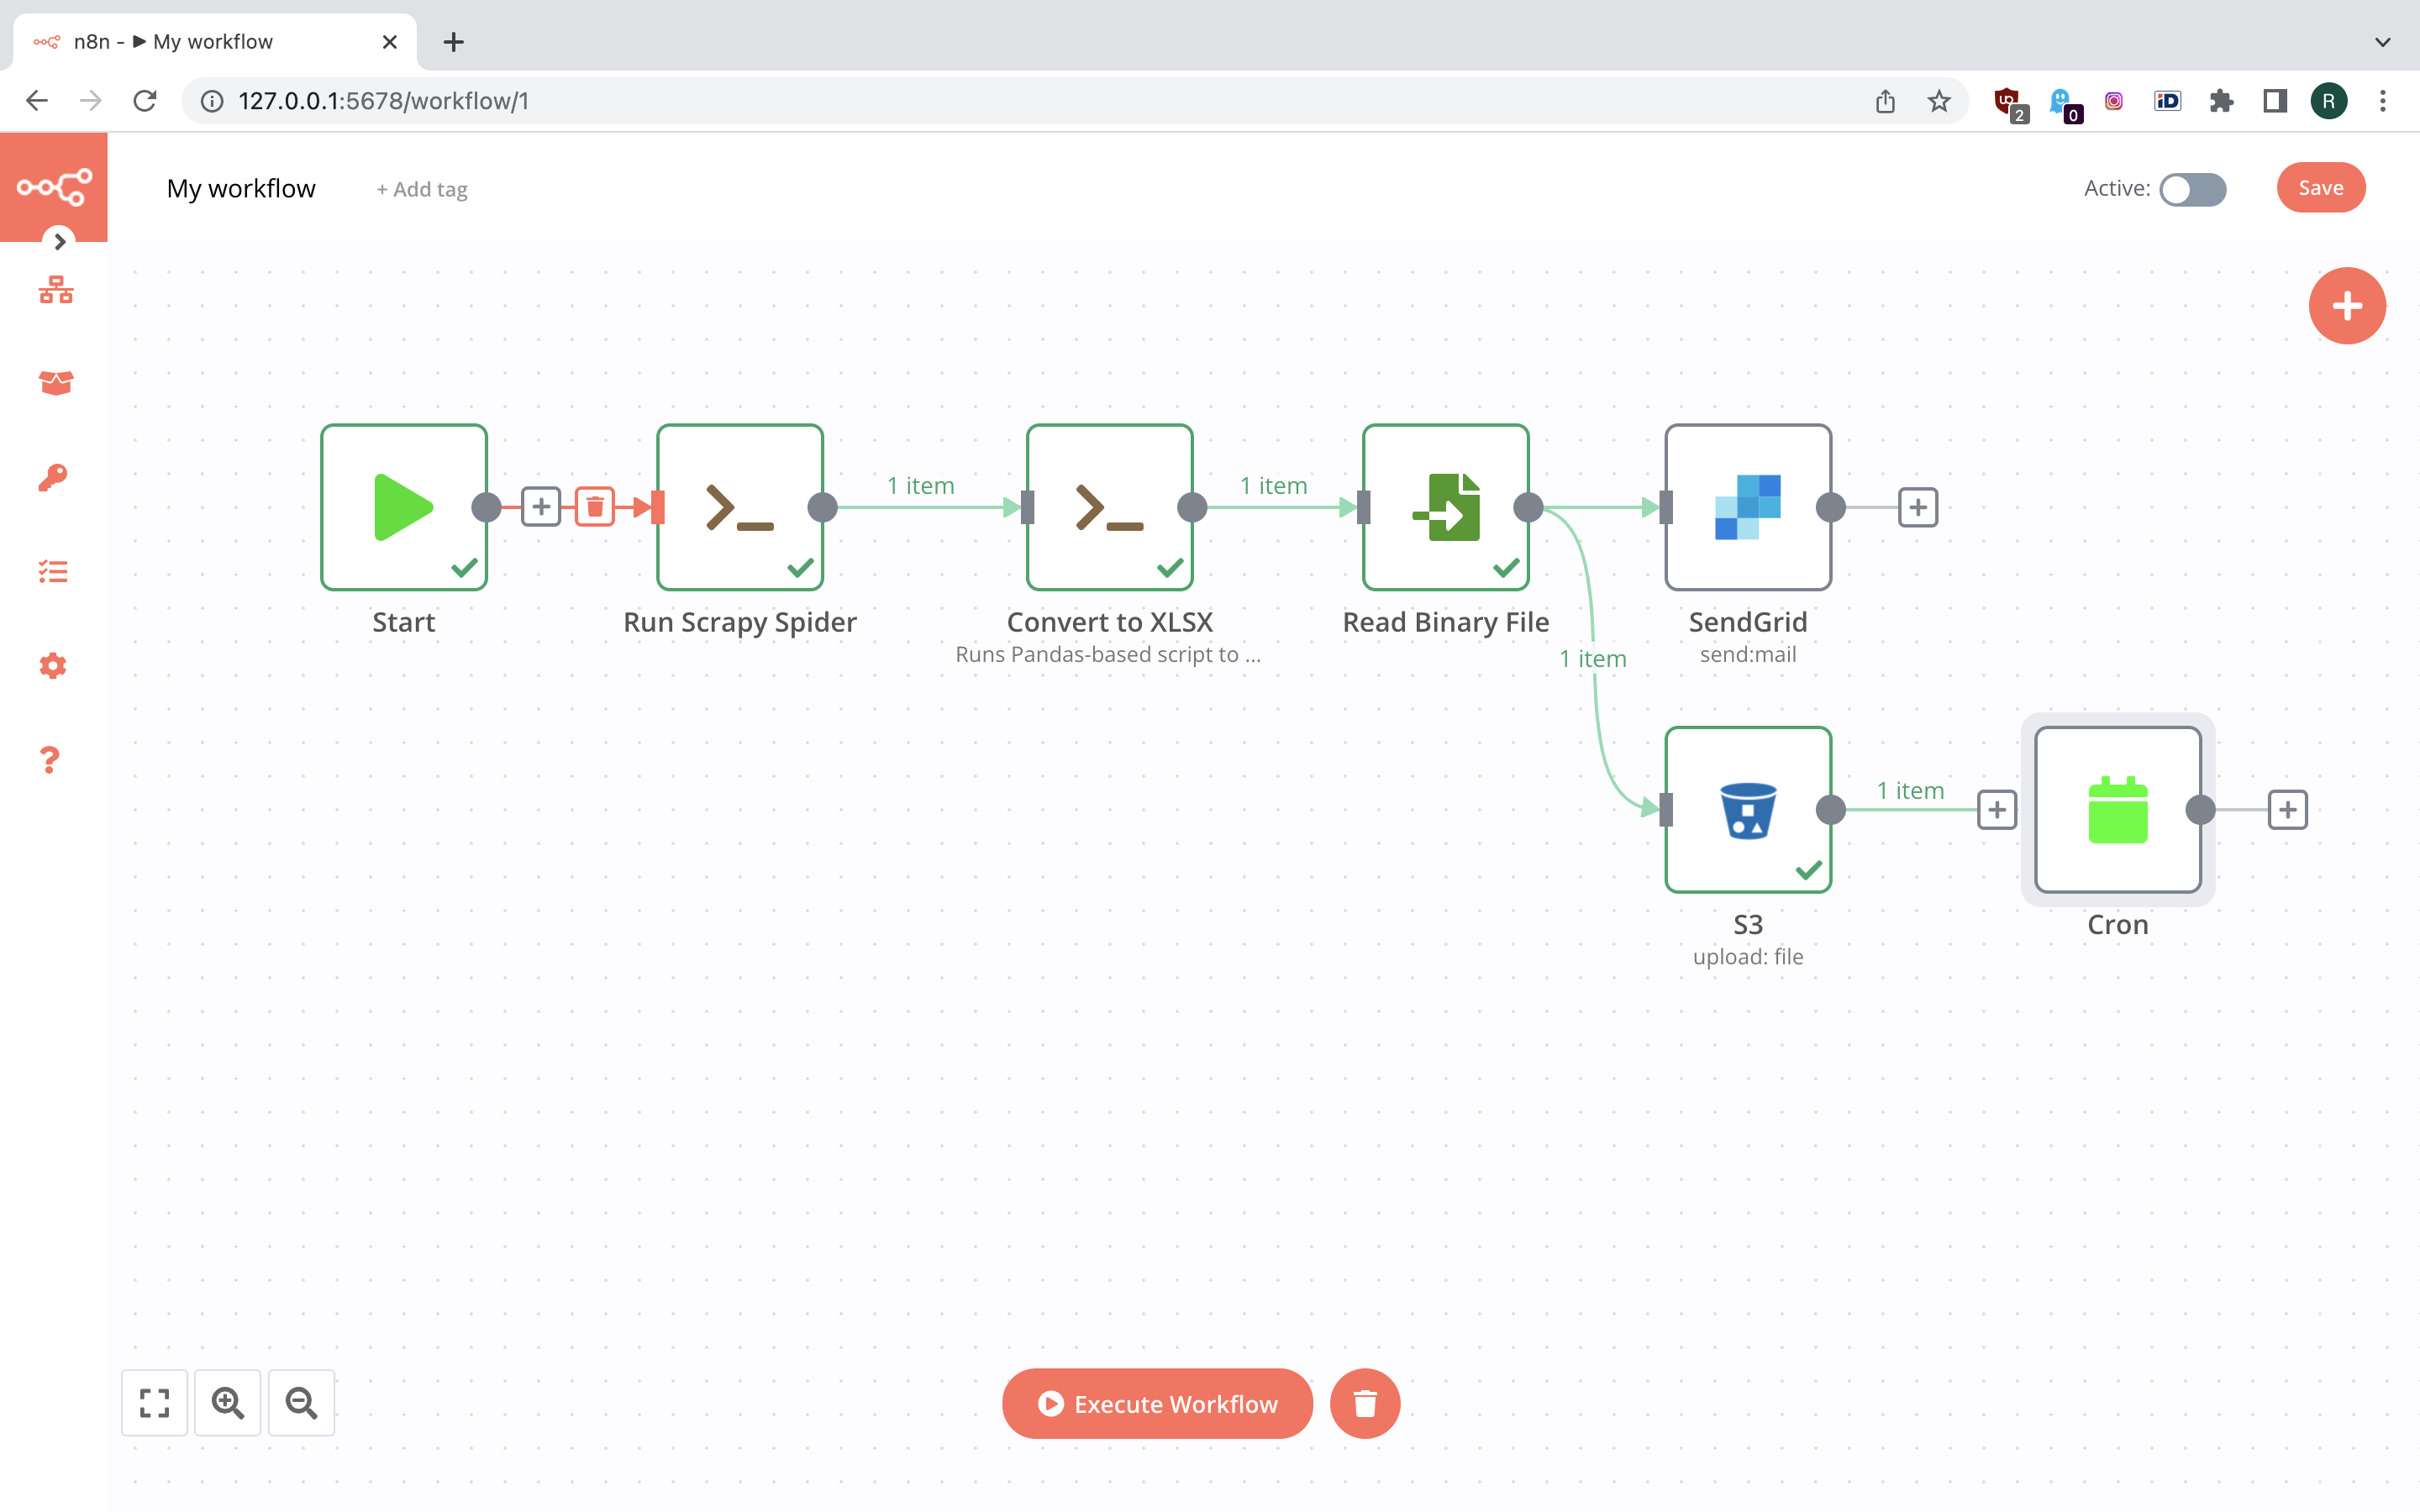 n8n - ▶ My workflow
127.0.0.1:5678/workflow/1
2
0
iD
R
My workflow
+ Add tag
Active:
Save
1 item
1 item
Start
Run Scrapy Spider
Convert to XLSX
Read Binary File
SendGrid
Runs Pandas-based script to ...
send:mail
1 item
1 item
S3
Cron
upload: file
Execute Workflow